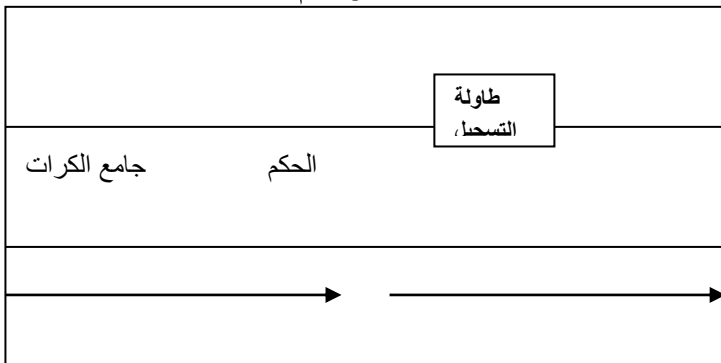 طاولة
التسجيل
الحكم
جامع الكرات